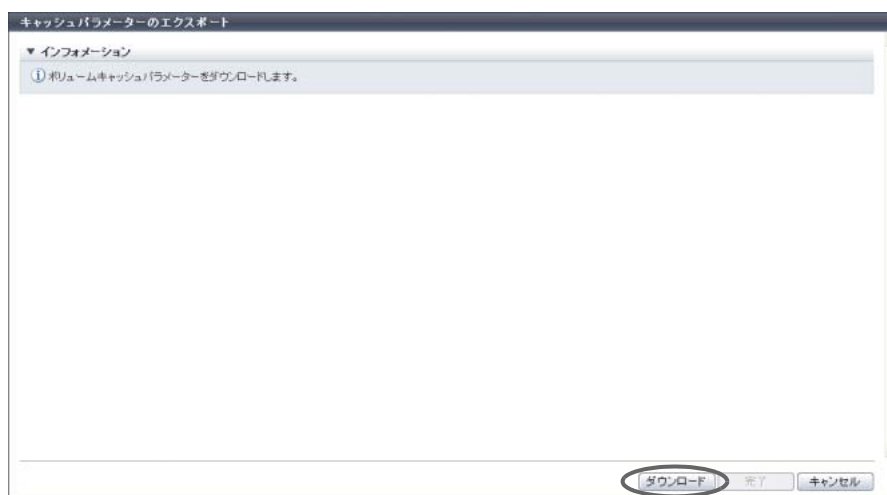 キャッシュパラメーターのエクスポート
▼ インフォメーション
ボリュームキャッシュパラメーターをダウンロードします。
ダウンロード 完了 キャンセル